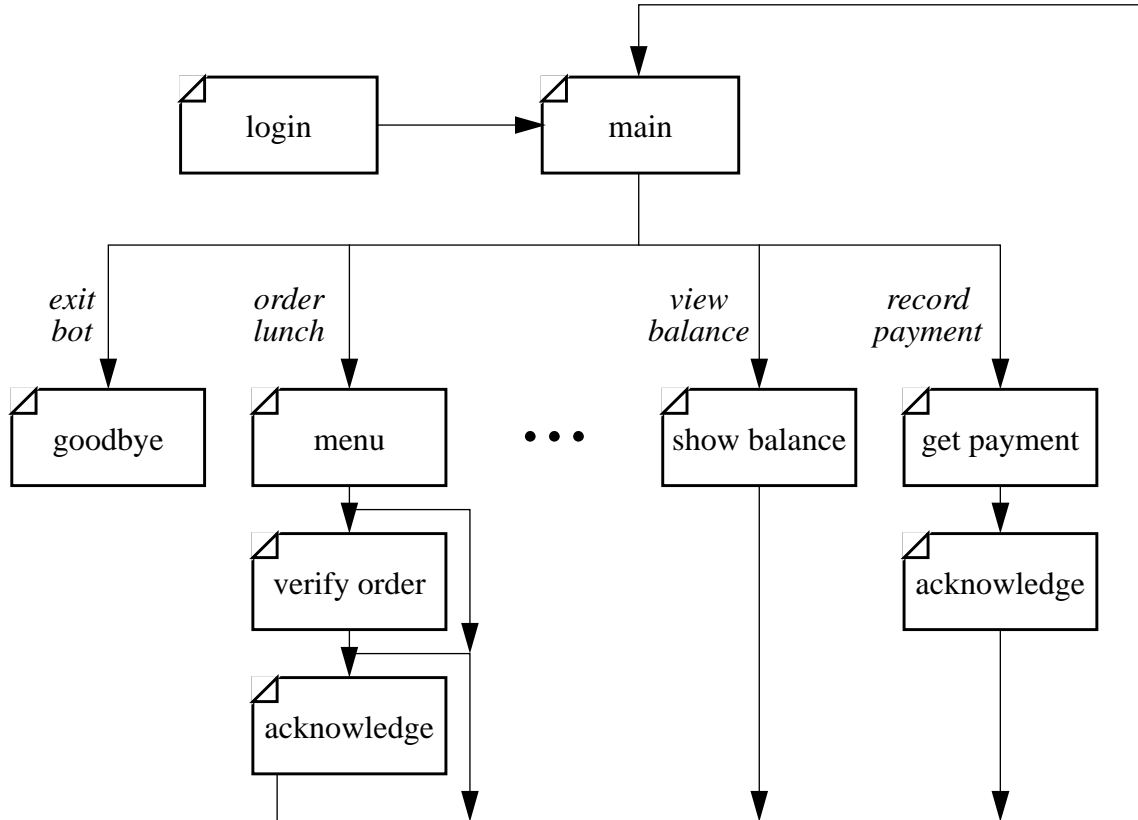 login
main
exit
bot
order
lunch
view
balance
record
payment
goodbye
menu
show balance
get payment
verify order
acknowledge
acknowledge